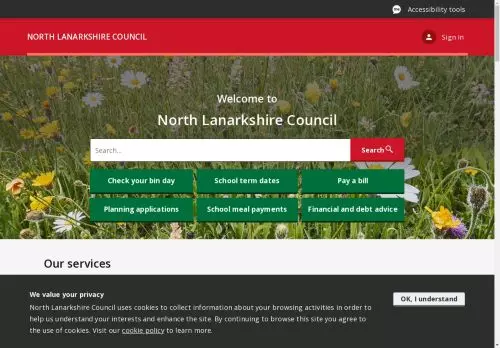 Accessibility tools
NORTH LANARKSHIRE COUNCIL
Sign in
Welcome to
North Lanarkshire Council
Search...
Search
Check your bin day
School term dates
Pay a bill
Planning applications
School meal payments
Financial and debt advice
Our services
We value your privacy
North Lanarkshire Council uses cookies to collect information about your browsing activities in order to
help us understand your interests and enhance the site. By continuing to browse this site you agree to
the use of cookies. Visit our cookie policy to learn more.
OK, I understand